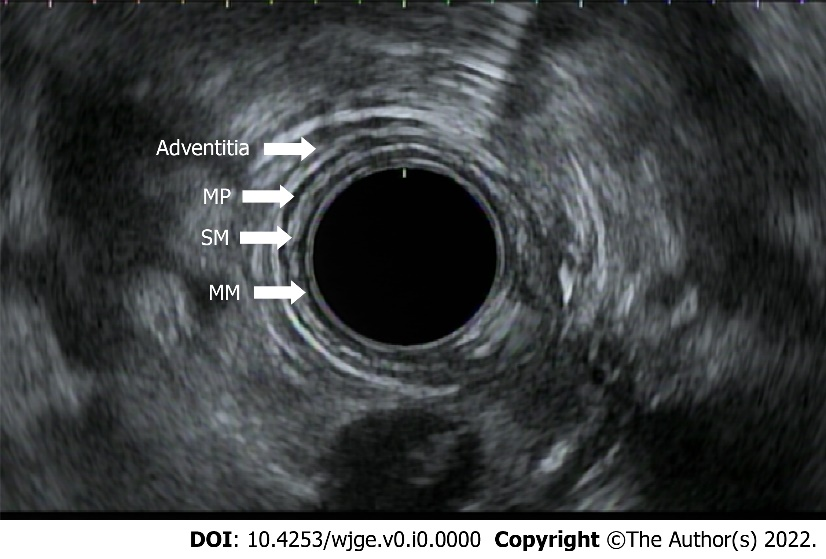 Adventitia
MP
SM
MM
DOI: 10.4253/wjge.v0.i0.0000 Copyright ©The Author(s) 2022.